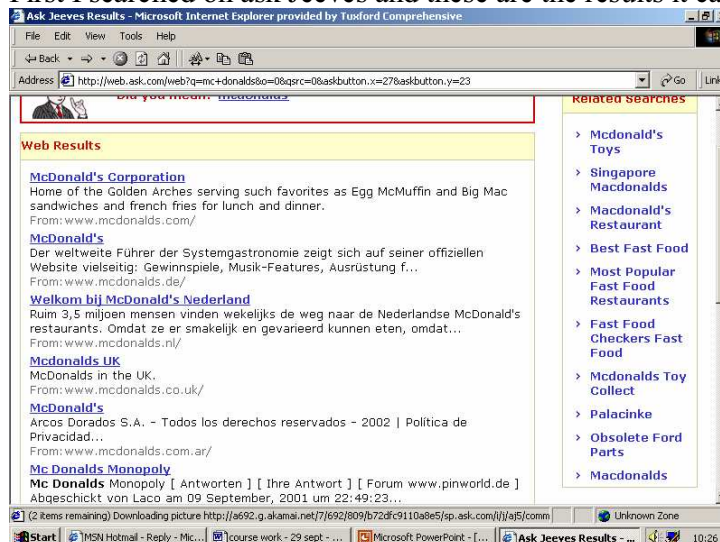 First I searched on ask Jeeves and these are the results it
Ask Jeeves Results - Microsoft Internet Explorer provided by Tuxford Comprehensive
File Edit View Tools Help
Back
Address http://web.ask.com/web?q=mc+donalds&o=0&qsrc=0&askbutton.x=27&askbutton.y=23 Go
Did you mean: mcdonalds
Web Results
McDonald's Corporation
Home of the Golden Arches serving such favorites as Egg McMuffin and Big Mac
sandwiches and french fries for lunch and dinner.
From:www.mcdonalds.com/
McDonald's
Der weltweite Führer der Systemgastronomie zeigt sich auf seiner offiziellen
Website vielseitig: Gewinnspiele, Musik-Features, Ausrüstung f...
From:www.mcdonalds.de/
Welkom bij McDonald's Nederland
Ruim 3,5 miljoen mensen vinden wekelijks de weg naar de Nederlandse McDonald's
restaurants. Omdat ze er smakelijk en gevarieerd kunnen eten, omdat...
From:www.mcdonalds.nl/
Mcdonalds UK
McDonalds in the UK.
From:www.mcdonalds.co.uk/
McDonald's
Arcos Dorados S.A. - Todos los derechos reservados - 2002 | Política de
Privacidad...
From:www.mcdonalds.com.ar/
Mc Donalds Monopoly
Mc Donalds Monopoly [ Antworten ] [ Ihre Antwort ] [ Forum www.pinworld.de ]
Abgeschickt von Laco am 09 September, 2001 um 22:49:23...
Related Searches
Mcdonald's
Toys
Singapore
Macdonalds
Macdonald's
Restaurant
Best Fast Food
Most Popular
Fast Food
Restaurants
Fast Food
Checkers Fast
Food
Mcdonalds Toy
Collect
Palacinke
Obsolete Ford
Parts
Macdonalds
(2 items remaining) Downloading picture http://a692.g.akamai.net/7/692/809/b72dfc9110a8e5/sp.ask.com/i/j/aj5/comm Unknown Zone
Start MSN Hotmail - Reply - Mic... course work - 29 sept - ... Microsoft PowerPoint - [... Ask Jeeves Results - ... 10:26